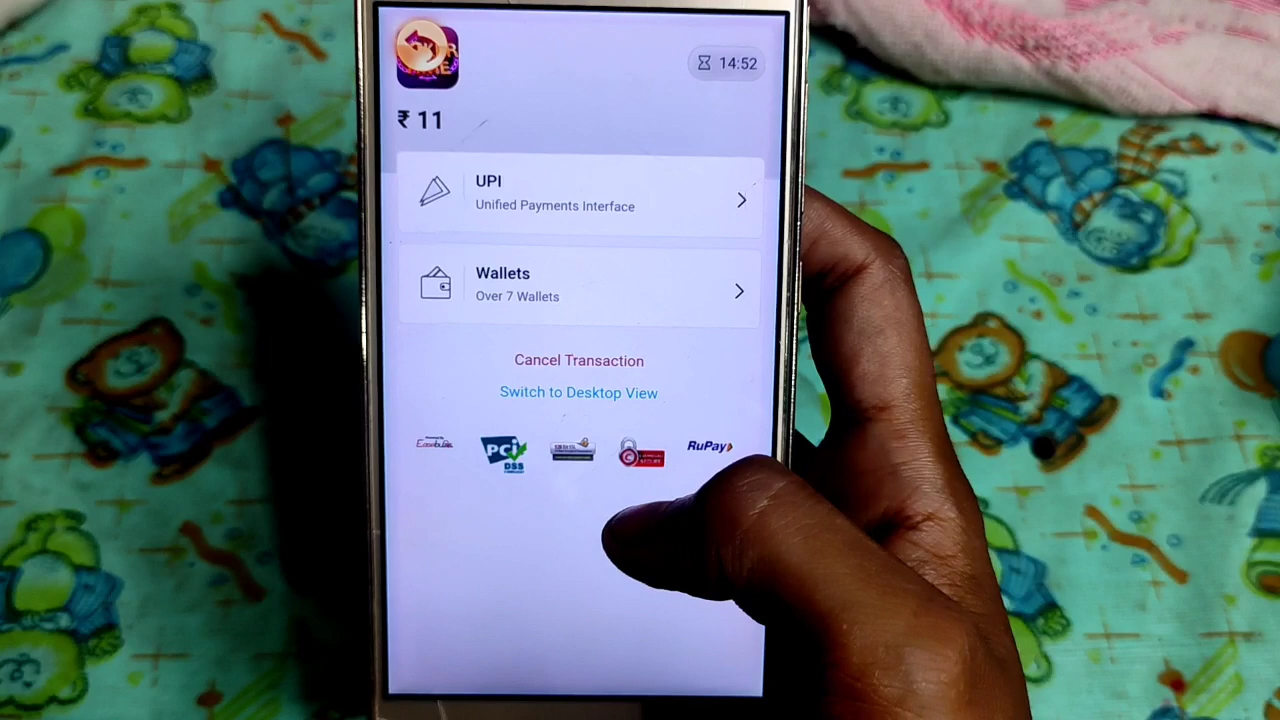 14:52
₹ 11
UPI
Unified Payments Interface
Wallets
Over 7 Wallets
Cancel Transaction
Switch to Desktop View
PCI
DSS
RuPay